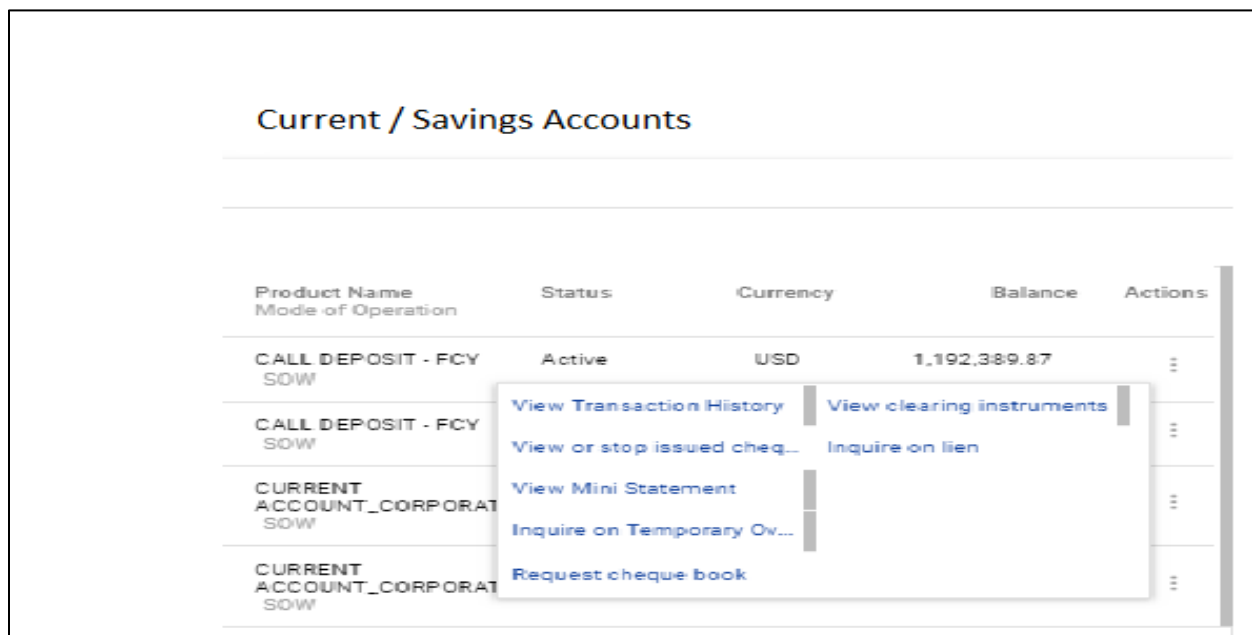 Current / Savings Accounts
Product Name Status Currency Balance Actions
Mode of Operation
CALL DEPOSIT - FCY Active USD 1,192,389.87
SOW
View Transaction History View clearing instruments
CALL DEPOSIT - FCY
SOW
View or stop issued cheq... Inquire on lien
CURRENT
ACCOUNT_CORPORAT
SOW
View Mini Statement
Inquire on Temporary Ov...
CURRENT
ACCOUNT_CORPORAT
SOW
Request cheque book